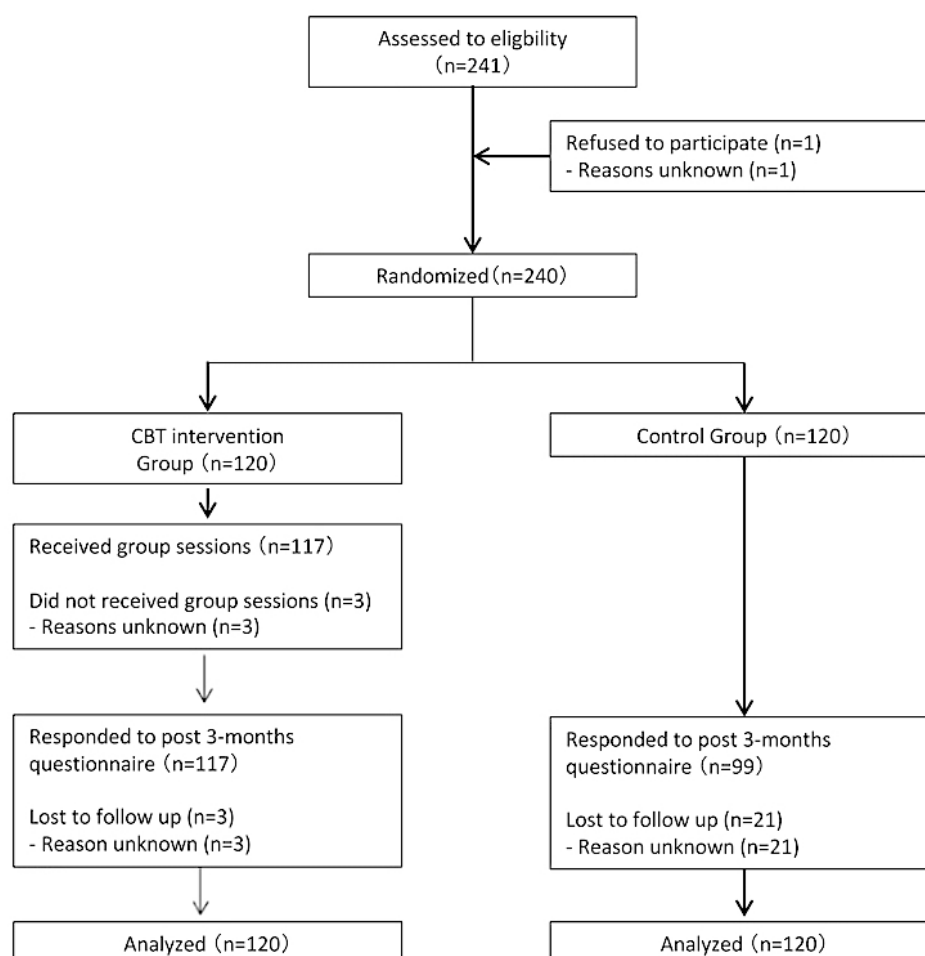 Assessed to eligbility
(n=241)
Refused to participate (n=1)
- Reasons unknown (n=1)
Randomized (n=240)
CBT intervention
Group (n=120)
Control Group (n=120)
Received group sessions (n=117)
Did not received group sessions (n=3)
- Reasons unknown (n=3)
Responded to post 3-months
questionnaire (n=117)
Lost to follow up (n=3)
- Reason unknown (n=3)
Responded to post 3-months
questionnaire (n=99)
Lost to follow up (n=21)
- Reason unknown (n=21)
Analyzed (n=120)
Analyzed (n=120)